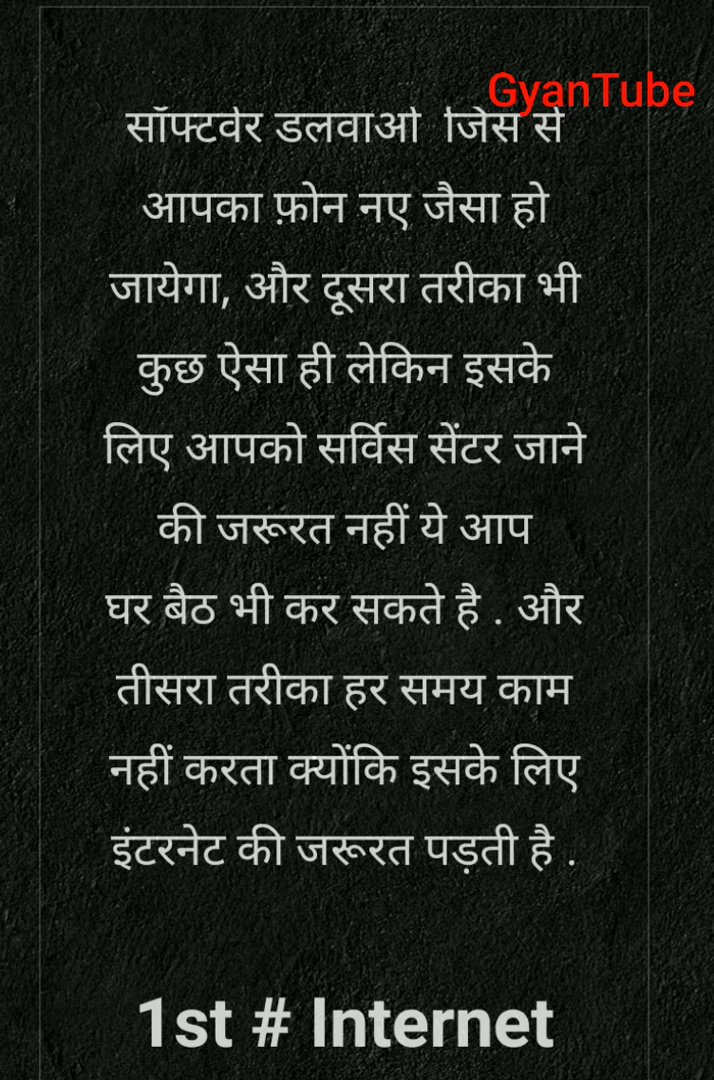 GyanTube
सॉफ्टवेर डलवाओ जिस से
आपका फ़ोन नए जैसा हो
जायेगा, और दूसरा तरीका भी
कुछ ऐसा ही लेकिन इसके
लिए आपको सर्विस सेंटर जाने
की जरूरत नहीं ये आप
घर बैठ भी कर सकते है . और
तीसरा तरीका हर समय काम
नहीं करता क्योंकि इसके लिए
इंटरनेट की जरूरत पड़ती है .
1st # Internet